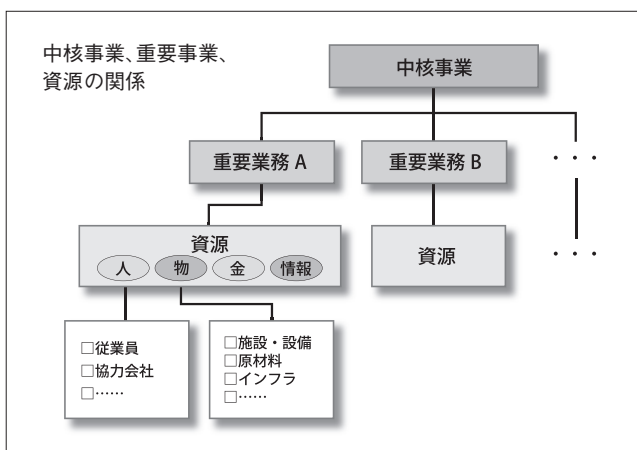 中核事業、重要事業、
資源の関係
中核事業
重要業務 A
重要業務 B
・・・
資源
人
物
金
情報
資源
・・・
□従業員
□協力会社
□……
□施設・設備
□原材料
□インフラ
□……